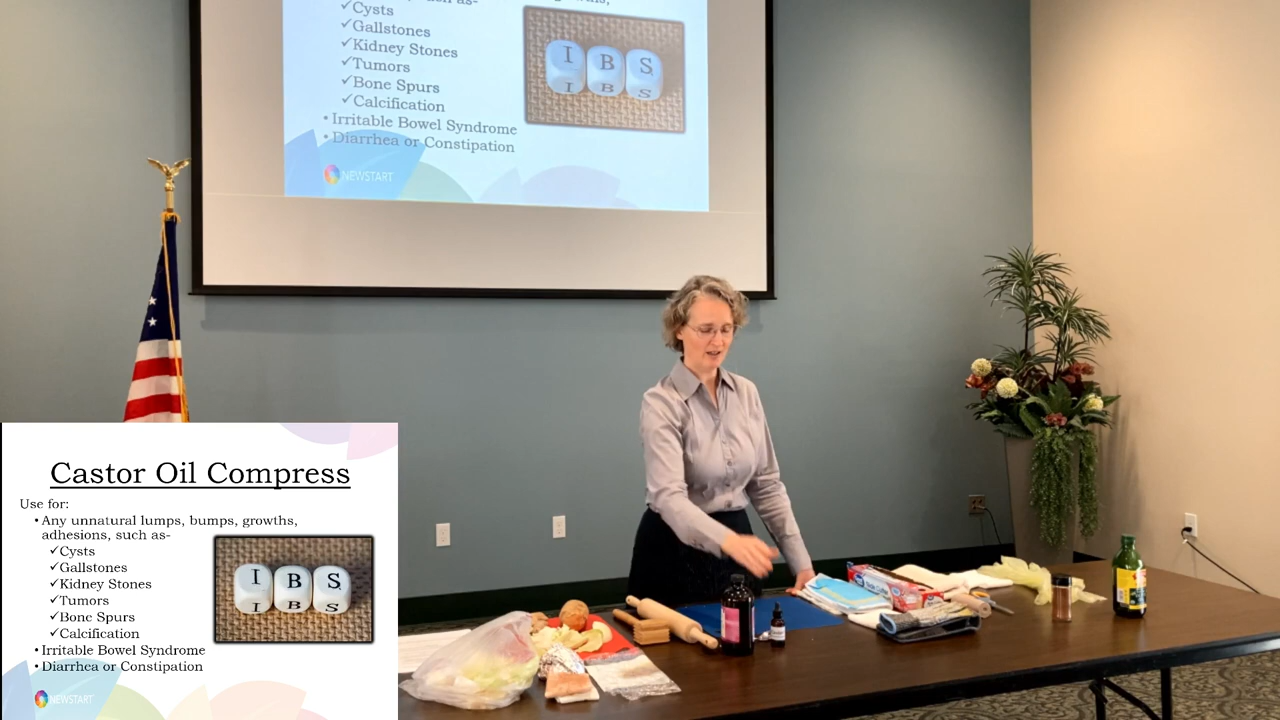 ✓Cysts
✓Gallstones
✓Kidney Stones
✓Tumors
✓Bone Spurs
✓Calcification
• Irritable Bowel Syndrome
• Diarrhea or Constipation
I B S
I B S
NEWSTART
Castor Oil Compress
Use for:
• Any unnatural lumps, bumps, growths,
adhesions, such as-
✓Cysts
✓Gallstones
✓Kidney Stones
✓Tumors
✓Bone Spurs
✓Calcification
• Irritable Bowel Syndrome
• Diarrhea or Constipation
I B S
I B S
NEWSTART